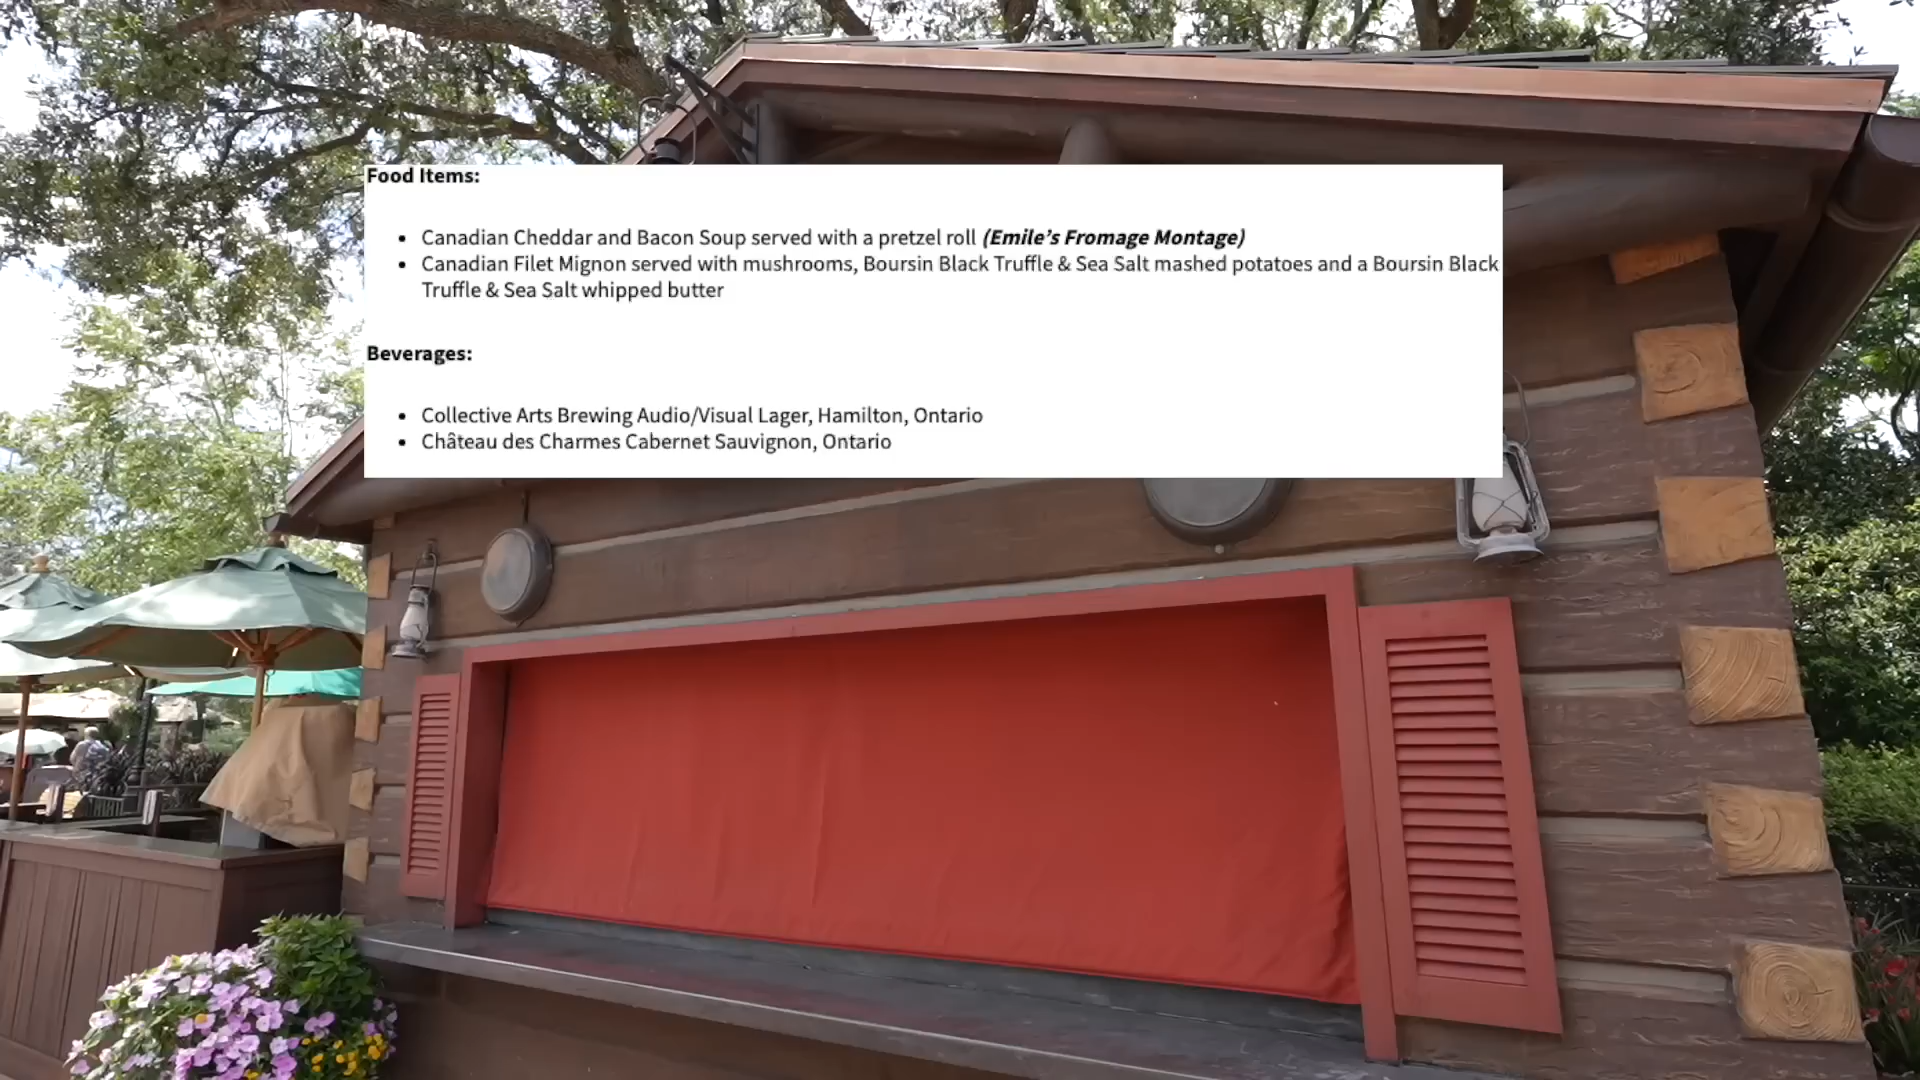 Food Items:
Canadian Cheddar and Bacon Soup served with a pretzel roll (Emile’s Fromage Montage)
Canadian Filet Mignon served with mushrooms, Boursin Black Truffle & Sea Salt mashed potatoes and a Boursin Black
Truffle & Sea Salt whipped butter
Beverages:
Collective Arts Brewing Audio/Visual Lager, Hamilton, Ontario
Château des Charmes Cabernet Sauvignon, Ontario